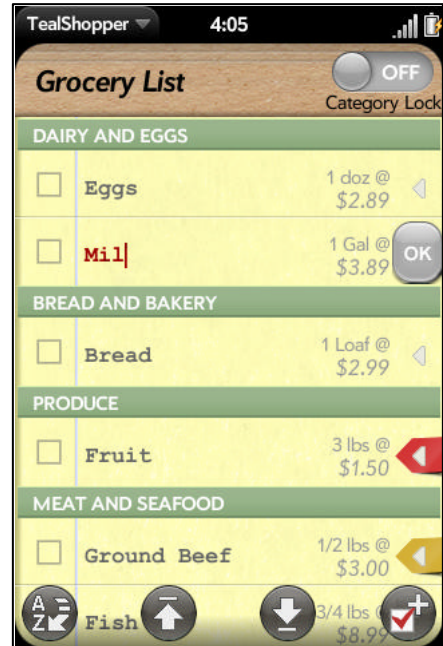 TealShopper 4:05
Grocery List OFF
Category Lock
DAIRY AND EGGS
Eggs 1 doz @
$2.89
Mil 1 Gal @
$3.89 OK
BREAD AND BAKERY
Bread 1 Loaf @
$2.99
PRODUCE
Fruit 3 lbs @
$1.50
MEAT AND SEAFOOD
Ground Beef 1/2 lbs @
$3.00
A
Z Fish 3/4 lbs @
$8.99